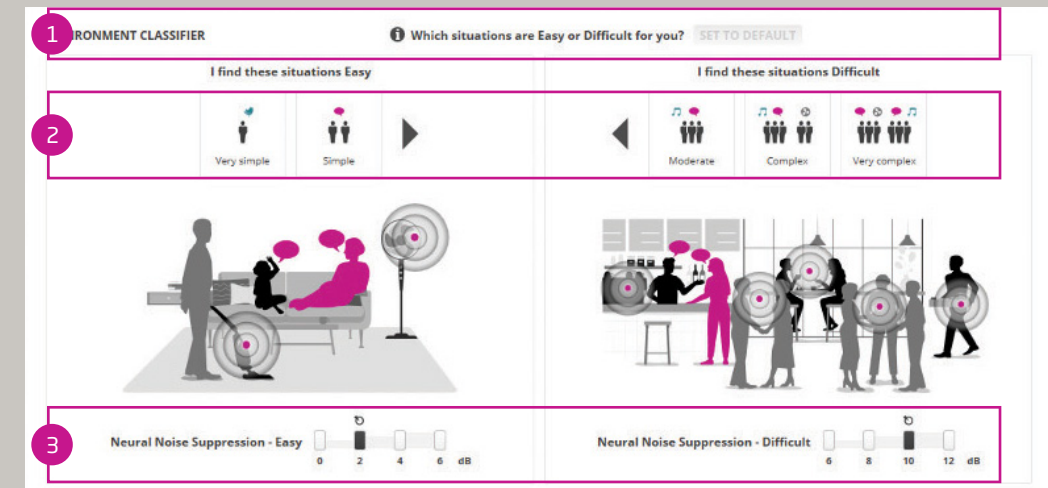 1
RONMENT CLASSIFIER
Which situations are Easy or Difficult for you? SET TO DEFAULT
I find these situations Easy
I find these situations Difficult
2
Very simple Simple
Moderate Complex Very complex
3
Neural Noise Suppression - Easy
0 2 4 6 dB
Neural Noise Suppression - Difficult
6 8 10 12 dB